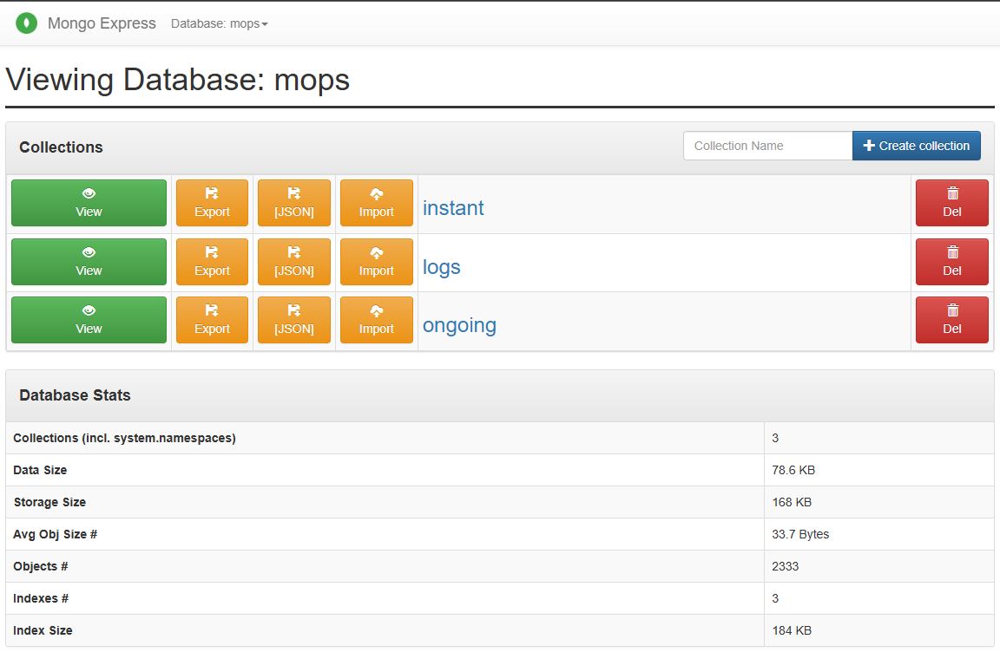 Mongo Express Database: mops
Viewing Database: mops
Collections Collection Name Create collection
View Export [JSON] Import instant Del
View Export [JSON] Import logs Del
View Export [JSON] Import ongoing Del
Database Stats
Collections (incl. system.namespaces) 3
Data Size 78.6 KB
Storage Size 168 KB
Avg Obj Size # 33.7 Bytes
Objects # 2333
Indexes # 3
Index Size 184 KB